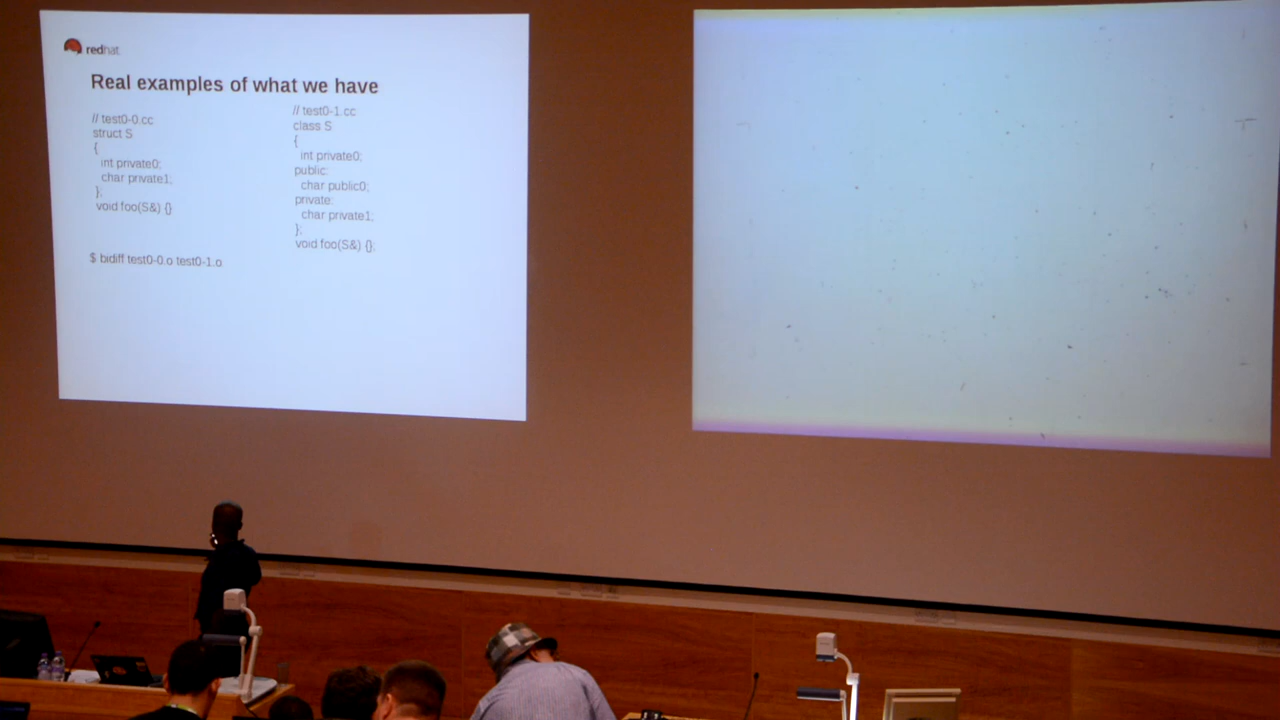 redhat
Real examples of what we have
// test0-0.cc
struct S
{
int private0;
char private1;
};
void foo(S&) {}
// test0-1.cc
class S
{
int private0;
public:
char public0;
private:
char private1;
};
void foo(S&) {};
$ bidiff test0-0.o test0-1.o